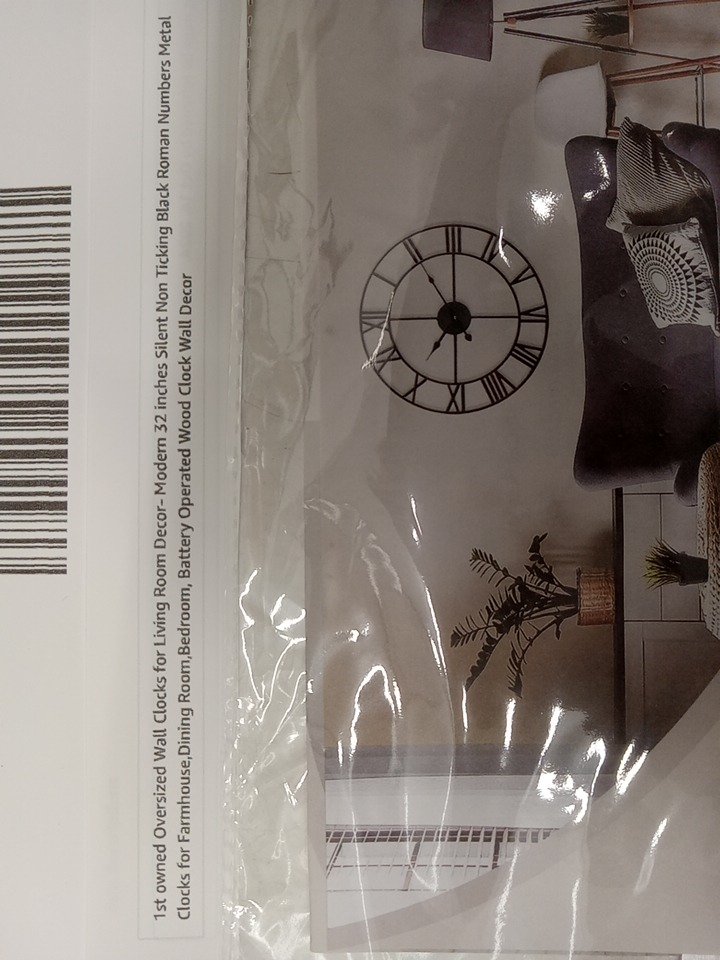 1st owned Oversized Wall Clocks for Living Room Decor- Modern 32 inches Silent Non Ticking Black Roman Numbers Metal
Clocks for Farmhouse,Dining Room,Bedroom, Battery Operated Wood Clock Wall Decor